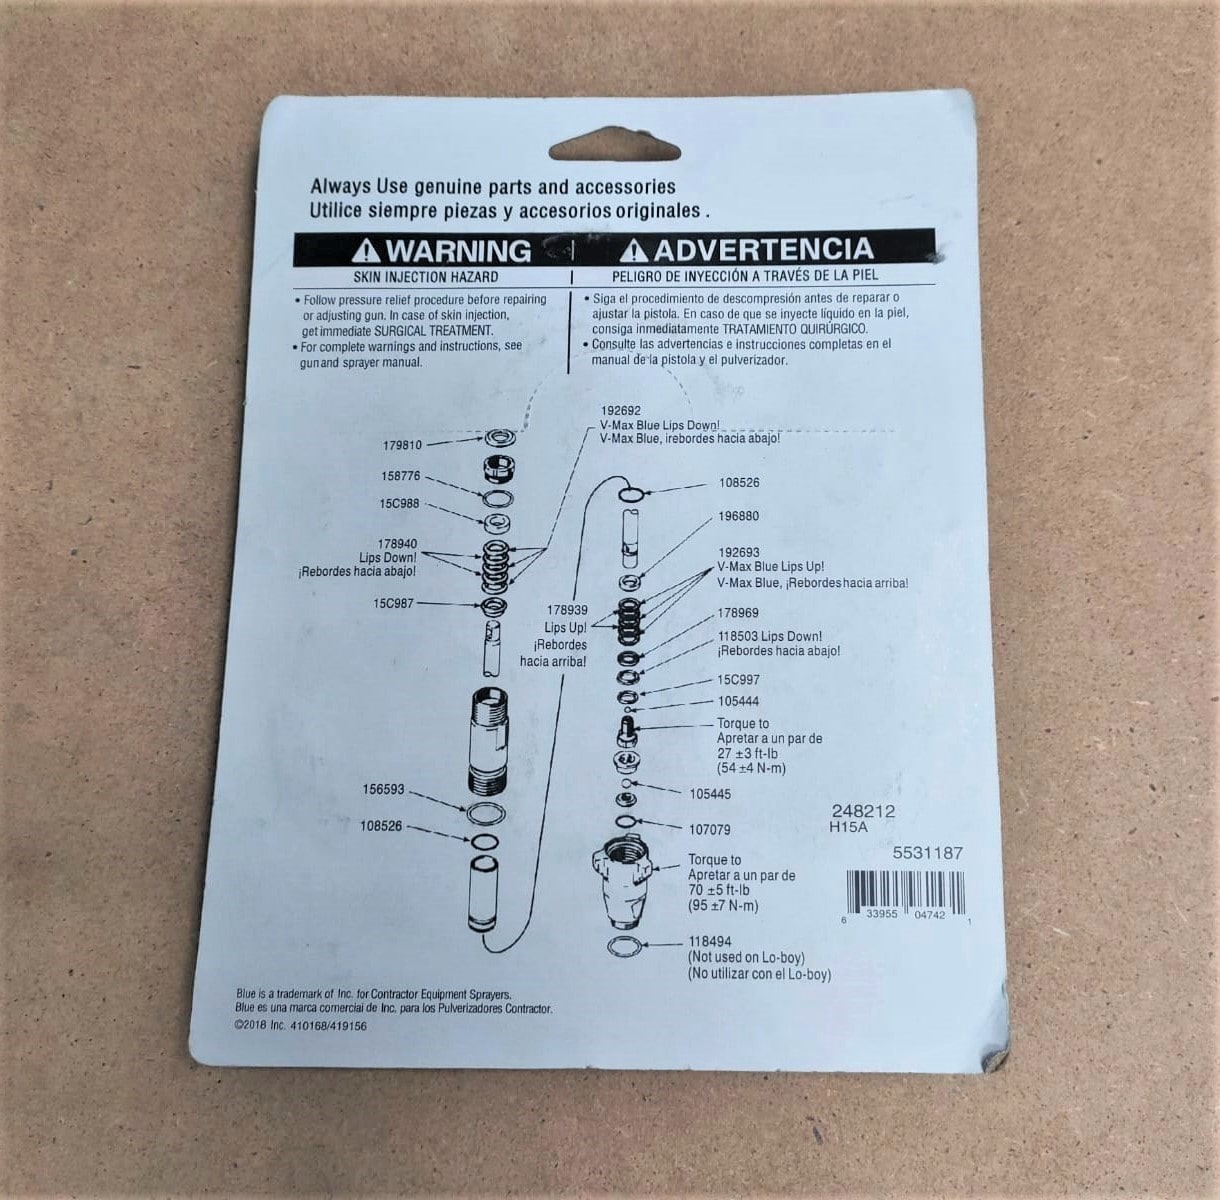 Always Use genuine parts and accessories
Utilice siempre piezas y accesorios originales .
WARNING
SKIN INJECTION HAZARD
• Follow pressure relief procedure before repairing
or adjusting gun. In case of skin injection,
get immediate SURGICAL TREATMENT.
• For complete warnings and instructions, see
gun and sprayer manual.
ADVERTENCIA
PELIGRO DE INYECCIÓN A TRAVÉS DE LA PIEL
• Siga el procedimiento de descompresión antes de reparar o
ajustar la pistola. En caso de que se inyecte líquido en la piel,
consiga inmediatamente TRATAMIENTO QUIRÚRGICO.
• Consulte las advertencias e instrucciones completas en el
manual de la pistola y el pulverizador.
192692
V-Max Blue Lips Down!
V-Max Blue, irebordes hacia abajo!
179810
158776
15C988
178940
Lips Down!
¡Rebordes hacia abajo!
15C987
156593
108526
108526
196880
192693
V-Max Blue Lips Up!
V-Max Blue, ¡Rebordes hacia arriba!
178939
Lips Up!
¡Rebordes
hacia arriba!
178969
118503 Lips Down!
¡Rebordes hacia abajo!
15C997
105444
Torque to
Apretar a un par de
27 ±3 ft-lb
(54 ±4 N-m)
105445
107079
Torque to
Apretar a un par de
70 ±5 ft-lb
(95 ±7 N-m)
118494
(Not used on Lo-boy)
(No utilizar con el Lo-boy)
248212
H15A
5531187
6 33955 04742 1
Blue is a trademark of Inc. for Contractor Equipment Sprayers.
Blue es una marca comercial de Inc. para los Pulverizadores Contractor.
©2018 Inc. 410168/419156